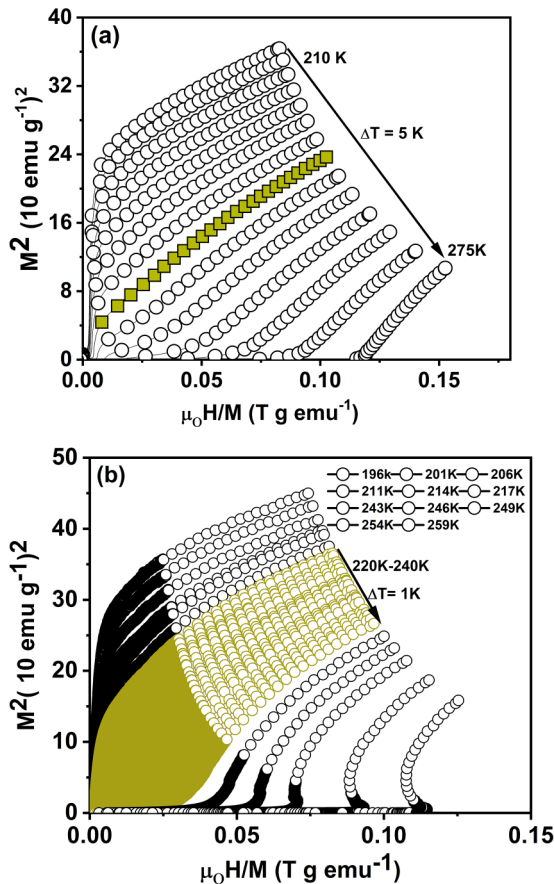 (a)
M² (10 emu g⁻¹)²
36
30
24
16
8
0
0.00 0.05 0.10 0.15
μ₀H/M (T g emu⁻¹)
210 K
ΔT = 5 K
275K
(b)
M²( 10 emu g⁻¹)²
50
40
30
20
10
0
0.00 0.05 0.10 0.15
μ₀H/M (T g emu⁻¹)
196k 201K 206K
211K 214K 217K
243K 246K 249K
254K 259K
220K-240K
ΔT= 1K